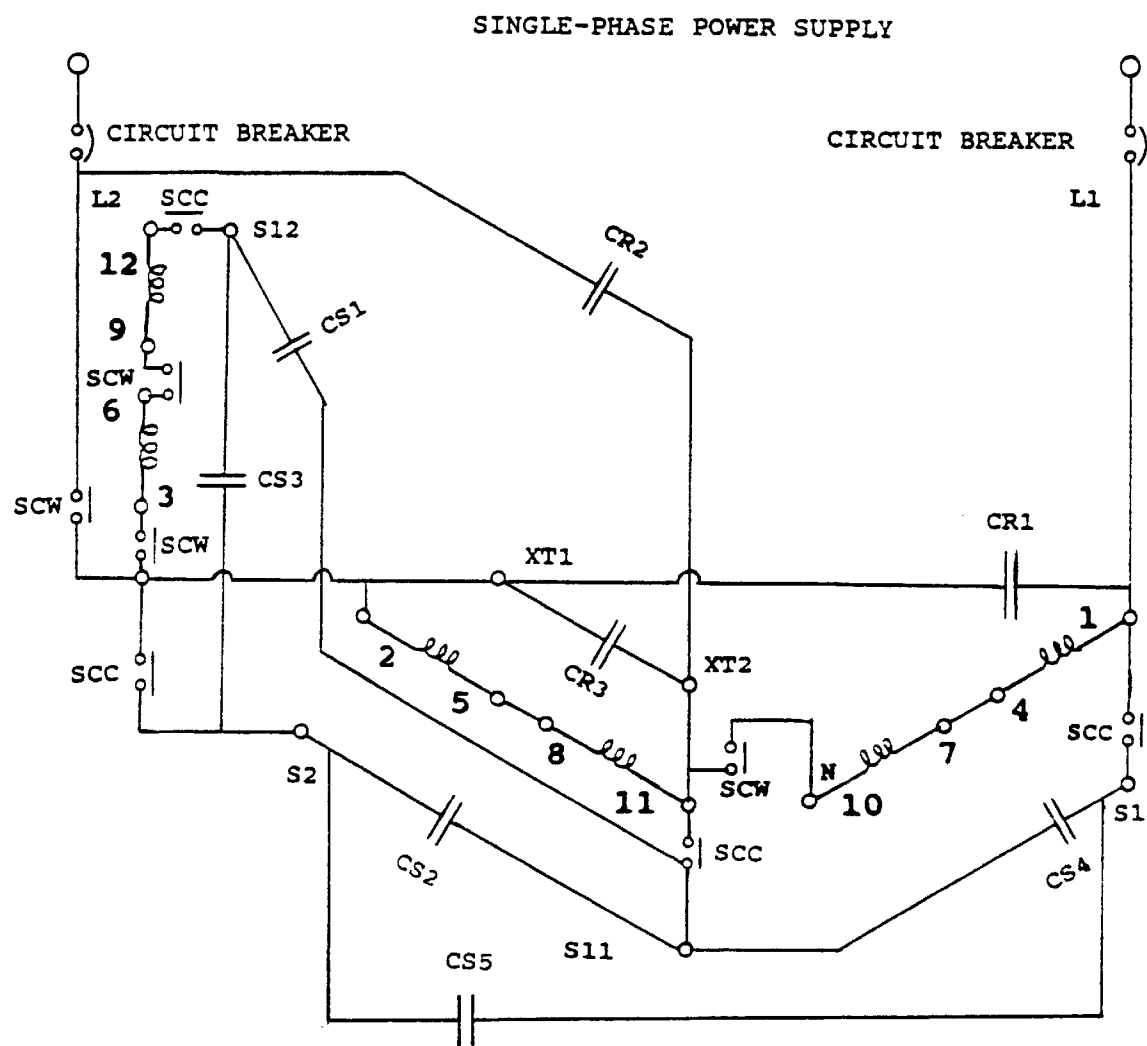 SINGLE-PHASE POWER SUPPLY
CIRCUIT BREAKER
CIRCUIT BREAKER
L2
SCC
S12
L1
12
CR2
CS1
9
SCW
6
CS3
3
SCW
SCW
CR1
XT1
1
2
CR3
XT2
SCC
5
4
SCC
8
7
S2
11
SCW
N
10
S1
CS2
SCC
CS4
S11
CS5